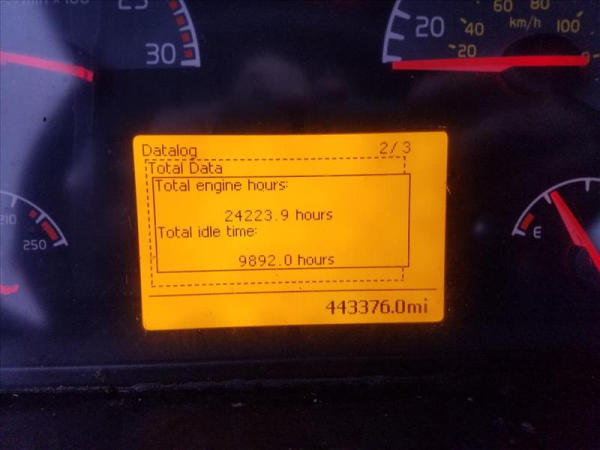 25
30
20
20
40
60
80
100
km/h
Datalog 2/3
Total Data
Total engine hours:
24223.9 hours
Total idle time:
9892.0 hours
443376.0mi
210
250
E